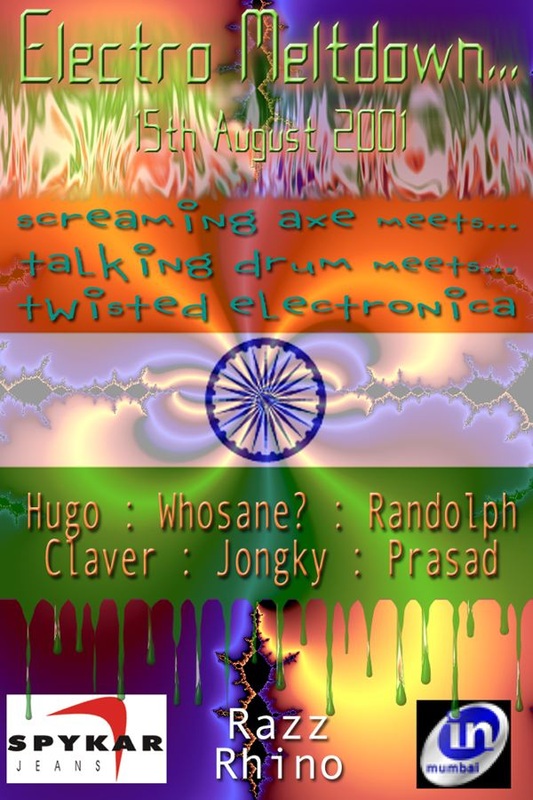 Electro Meltdown...
15th August 2001
screaming axe meets...
talking drum meets...
twisted electronica
Hugo : Whosane? : Randolph
Claver : Jongky : Prasad
Razz
Rhino
SPYKAR
JEANS
in
mumbai